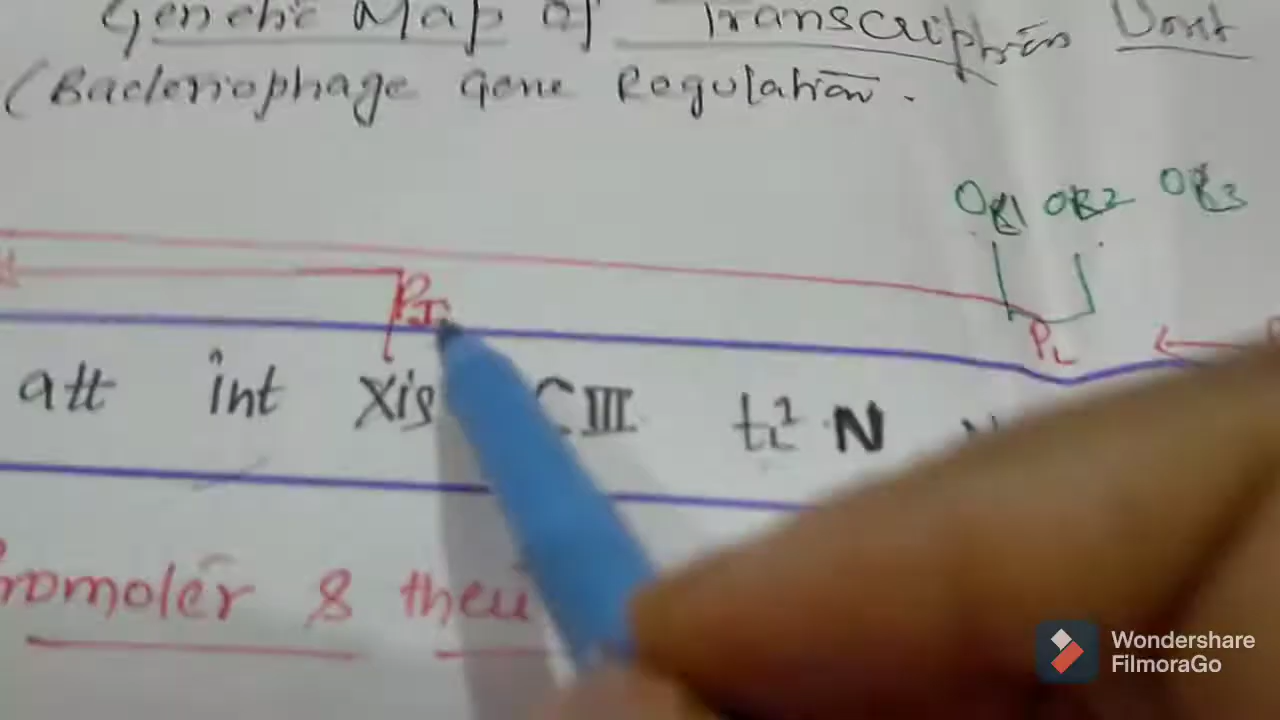 Genetic Map of Transcription Unit
(Bacteriophage Gene Regulation.
OR1 OR2 OR3
PI
PL
att int Xis CIII tL2 N
Promoter & their
Wondershare
FilmoraGo